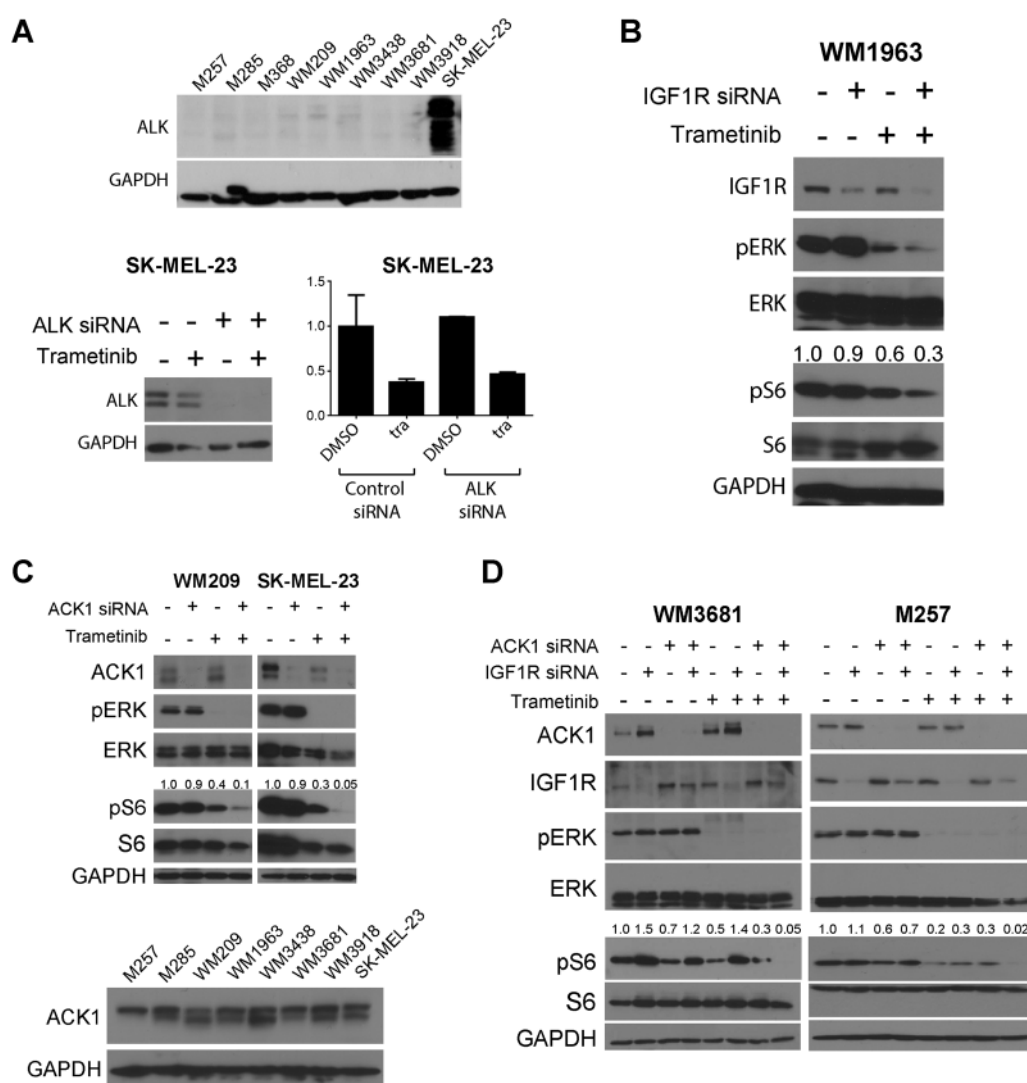 A
M257 M285 M368 WM209 WM1963 WM3438 WM3681 WM3918 SK-MEL-23
ALK
GAPDH
SK-MEL-23
ALK siRNA - - + +
Trametinib - + - +
ALK
GAPDH
SK-MEL-23
1.5
1.0
0.5
0.0
DMSO tra DMSO tra
Control siRNA
ALK siRNA
B
WM1963
IGF1R siRNA - + - +
Trametinib - - + +
IGF1R
pERK
ERK
1.0 0.9 0.6 0.3
pS6
S6
GAPDH
C
WM209 SK-MEL-23
ACK1 siRNA - + - + - + - +
Trametinib - - + + - - + +
ACK1
pERK
ERK
1.0 0.9 0.4 0.1 1.0 0.9 0.3 0.05
pS6
S6
GAPDH
M257 M285 WM209 WM1963 WM3438 WM3681 WM3918 SK-MEL-23
ACK1
GAPDH
D
WM3681 M257
ACK1 siRNA - - + + - - + + - - + + - - + +
IGF1R siRNA - + - + - + - + - + - + - + - +
Trametinib - - - - + + + + - - - - + + + +
ACK1
IGF1R
pERK
ERK
1.0 1.5 0.7 1.2 0.5 1.4 0.3 0.05 1.0 1.1 0.6 0.7 0.2 0.3 0.3 0.02
pS6
S6
GAPDH